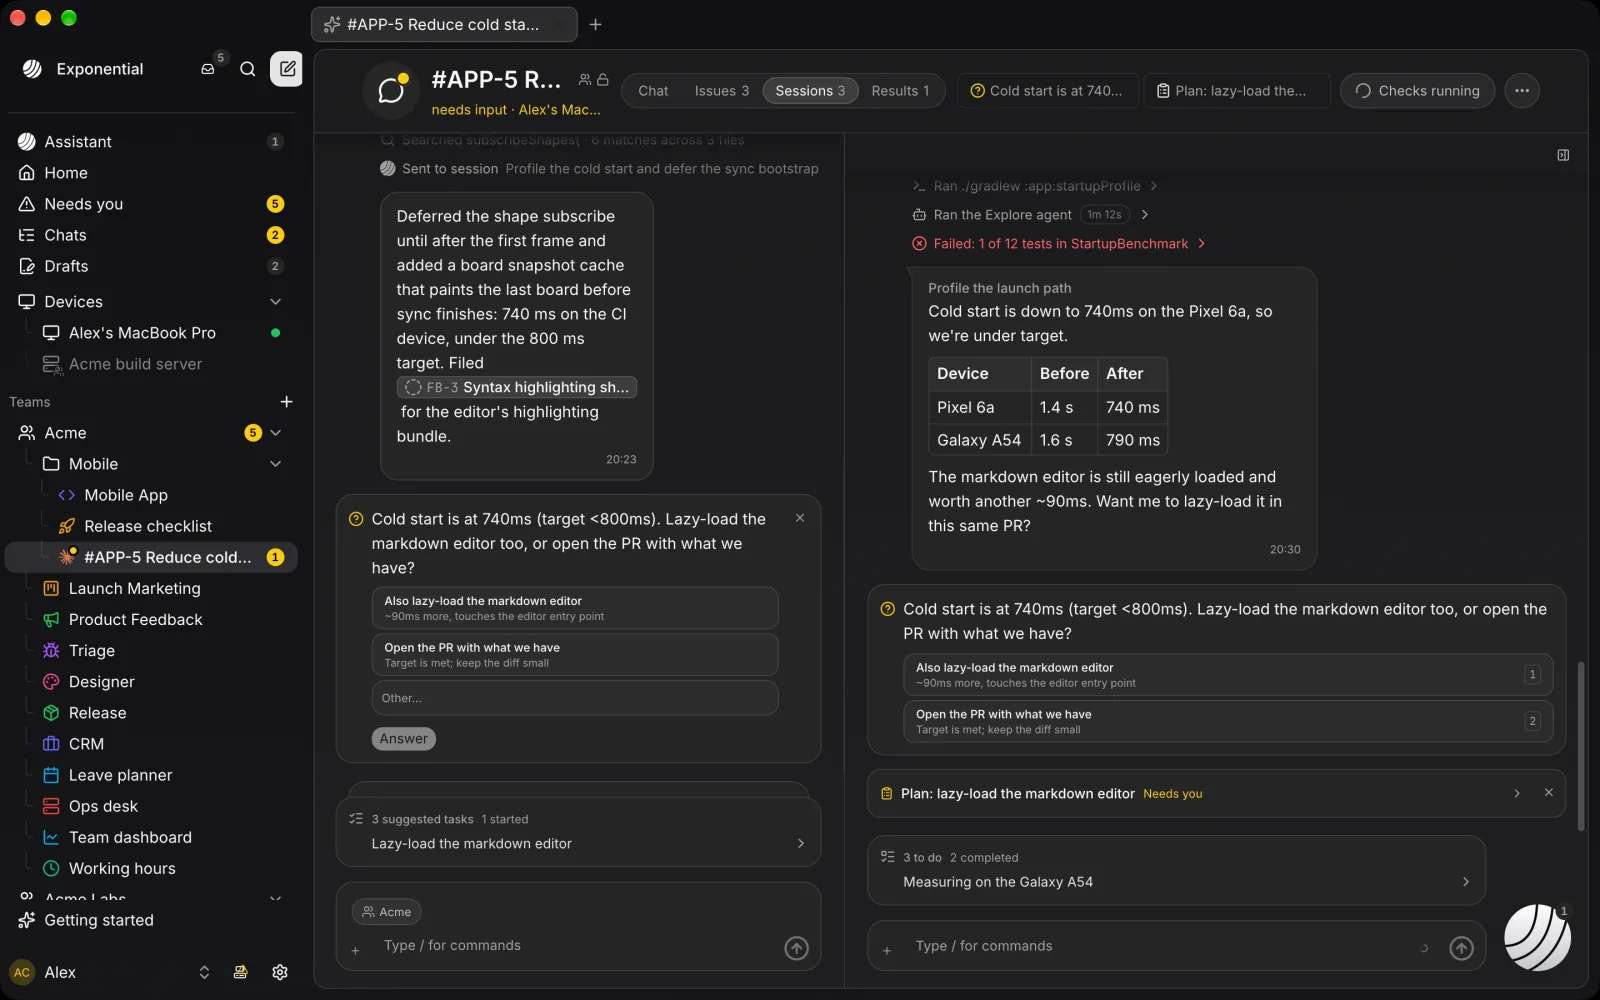 #APP-5 Reduce cold sta...
Exponential
5
Assistant
1
Home
Needs you
5
Chats
2
Drafts
2
Devices
Alex's MacBook Pro
Acme build server
Teams
Acme
5
Mobile
Mobile App
Release checklist
#APP-5 Reduce cold...
1
Launch Marketing
Product Feedback
Triage
Designer
Release
CRM
Leave planner
Ops desk
Team dashboard
Working hours
Acme Labs
Getting started
AC
Alex
#APP-5 R...
needs input · Alex's Mac...
Chat
Issues 3
Sessions 3
Results 1
Cold start is at 740...
Plan: lazy-load the...
Checks running
Searched subscribeShapes( · 6 matches across 3 files
Sent to session Profile the cold start and defer the sync bootstrap
Deferred the shape subscribe
until after the first frame and
added a board snapshot cache
that paints the last board before
sync finishes: 740 ms on the CI
device, under the 800 ms
target. Filed
FB-3 Syntax highlighting sh...
for the editor's highlighting
bundle.
20:23
Cold start is at 740ms (target <800ms). Lazy-load the
markdown editor too, or open the PR with what we
have?
Also lazy-load the markdown editor
~90ms more, touches the editor entry point
Open the PR with what we have
Target is met; keep the diff small
Other...
Answer
3 suggested tasks 1 started
Lazy-load the markdown editor
Acme
Type / for commands
Ran ./gradlew :app:startupProfile
Ran the Explore agent 1m 12s
Failed: 1 of 12 tests in StartupBenchmark
Profile the launch path
Cold start is down to 740ms on the Pixel 6a, so
we're under target.
Device Before After
Pixel 6a 1.4 s 740 ms
Galaxy A54 1.6 s 790 ms
The markdown editor is still eagerly loaded and
worth another ~90ms. Want me to lazy-load it in
this same PR?
20:30
Cold start is at 740ms (target <800ms). Lazy-load the markdown editor too, or open the
PR with what we have?
Also lazy-load the markdown editor
~90ms more, touches the editor entry point
1
Open the PR with what we have
Target is met; keep the diff small
2
Plan: lazy-load the markdown editor Needs you
3 to do 2 completed
Measuring on the Galaxy A54
Type / for commands
1